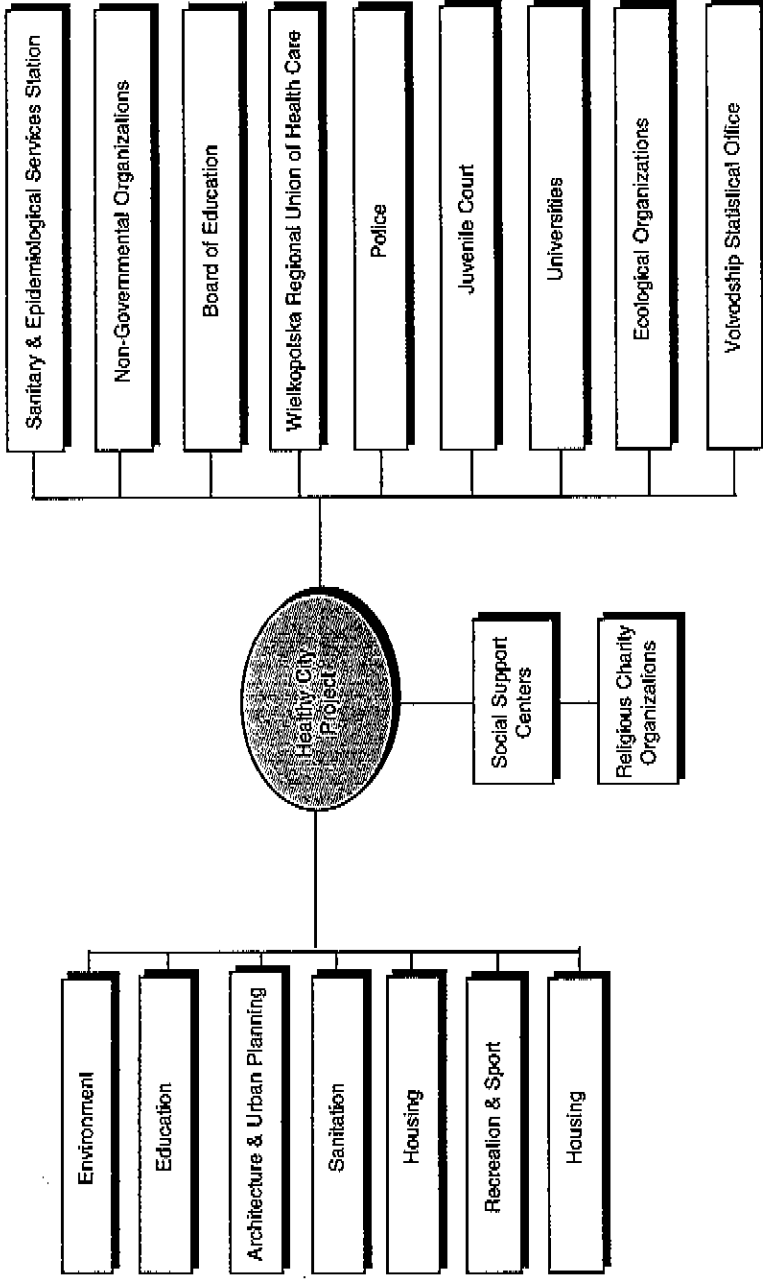 Environment
Education
Architecture & Urban Planning
Sanitation
Housing
Recreation & Sport
Housing
Healthy City
Project
Social Support
Centers
Religious Charity
Organizations
Sanitary & Epidemiological Services Station
Non-Governmental Organizations
Board of Education
Wielkopolska Regional Union of Health Care
Police
Juvenile Court
Universities
Ecological Organizations
Voivodship Statistical Office